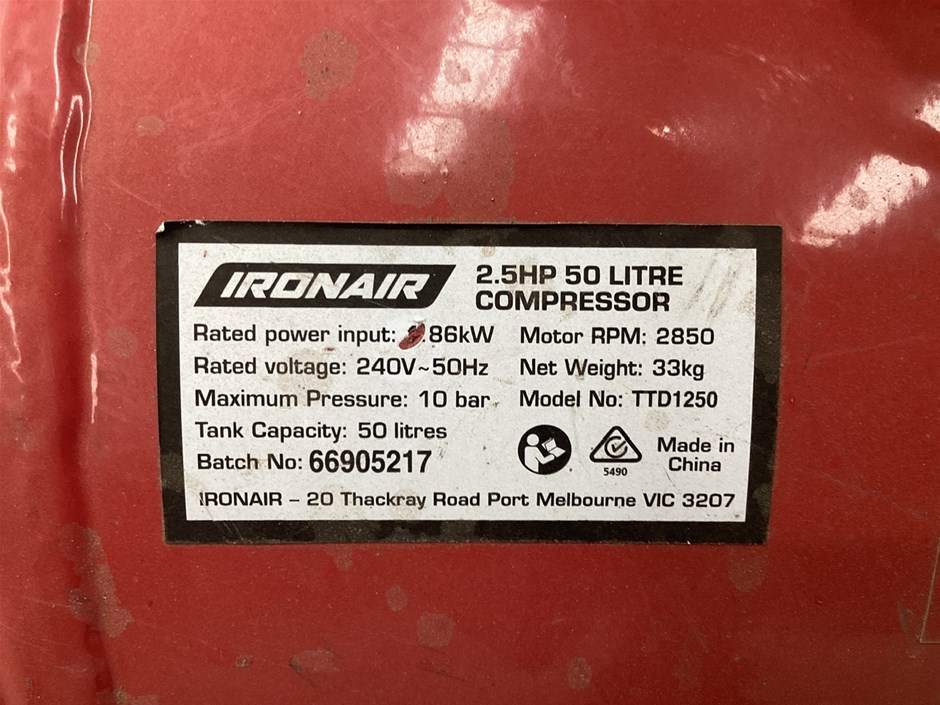 IRONAIR
2.5HP 50 LITRE
COMPRESSOR
Rated power input: .86kW
Motor RPM: 2850
Rated voltage: 240V~50Hz
Net Weight: 33kg
Maximum Pressure: 10 bar
Model No: TTD1250
Tank Capacity: 50 litres
Batch No: 66905217
5490
Made in
China
IRONAIR – 20 Thackray Road Port Melbourne VIC 3207